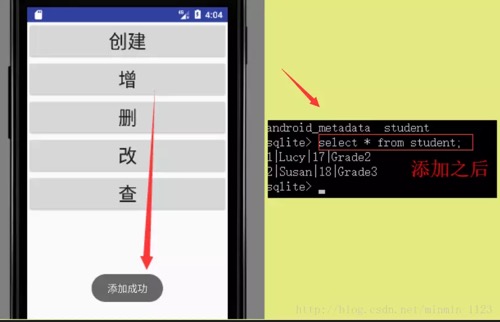 4:04
创建
增
删
改
查
添加成功
android_metadata  student
sqlite> select * from student;
1|Lucy|17|Grade2
2|Susan|18|Grade3
sqlite>
添加之后
http://blog.csdn.net/minmin_1123